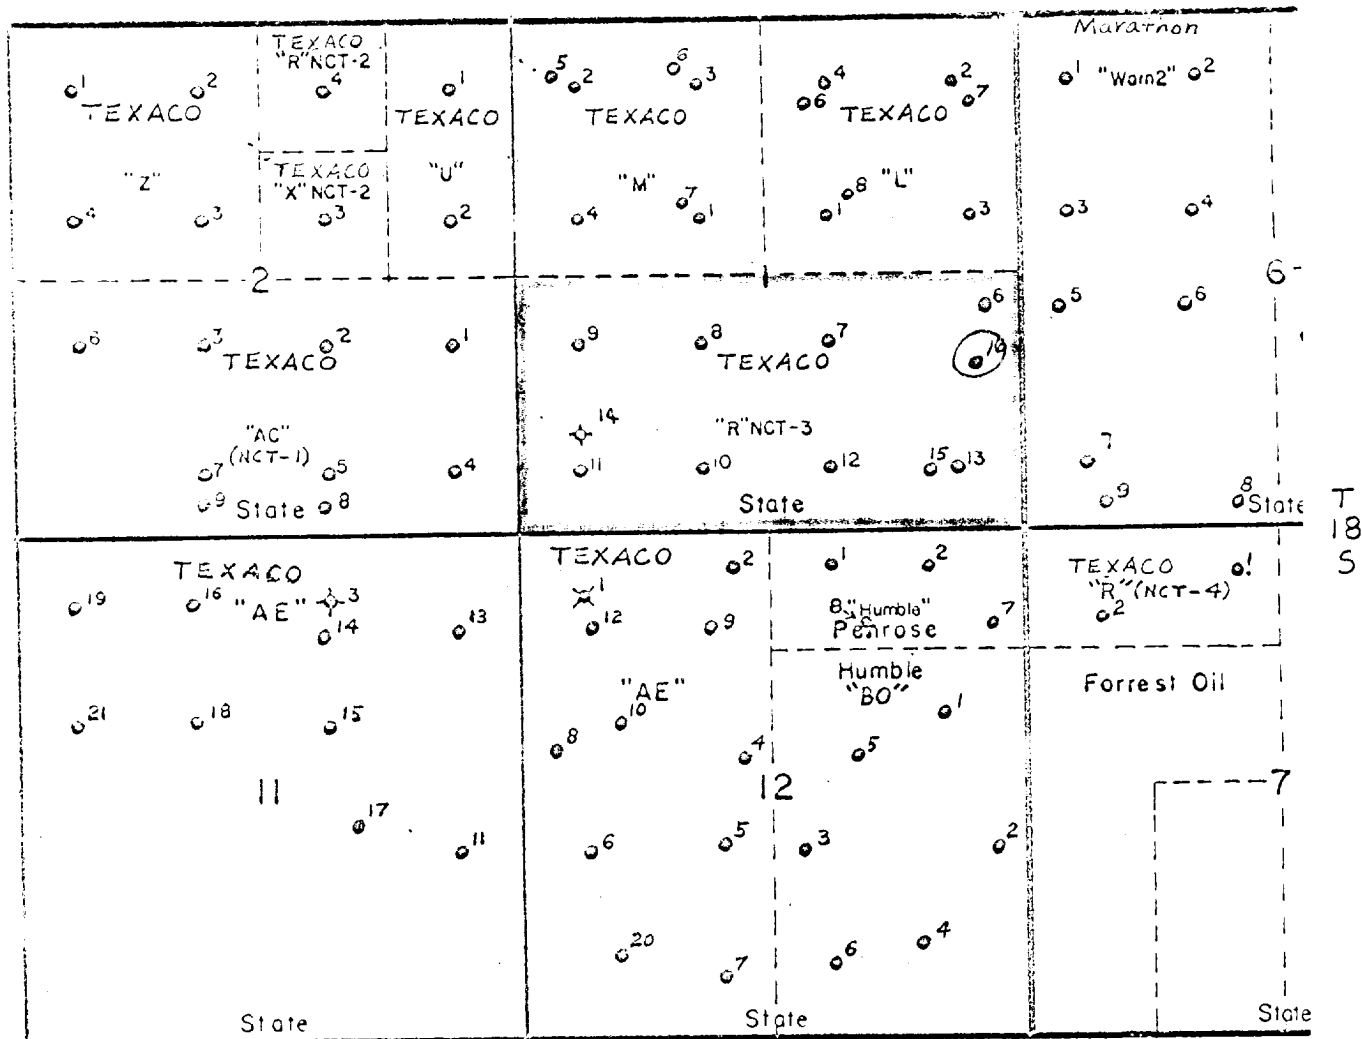 TEXACO
"R"NCT-2
Marathon
1 2 4 1 5 2 6 3 4 6 2 7 1 "Warn2" 2
TEXACO TEXACO TEXACO TEXACO
"Z"
TEXACO
"X"NCT-2
"U"
"M"
"L"
4 3 3 2 4 7 1 8 1 3 3 4
2
1
6
6 3 2 1 9 8 7 6 5 6
TEXACO
TEXACO
16
"AC"
(NCT-1)
14
"R"NCT-3
7 5 4 11 10 12 15 13 7
9 State 8
State
9 8
State
T
18
S
TEXACO
"AE"
19 16 3 14 13
TEXACO
1 2 12 9
1 2
8 "Humble"
Penrose
7
TEXACO
"R"(NCT-4)
1
2
21 18 15
"AE"
10
8 4
Humble
"BO"
1
5
Forrest Oil
11
12
7
17 11
6 5 3 2
20 7 6 4
State
State
State